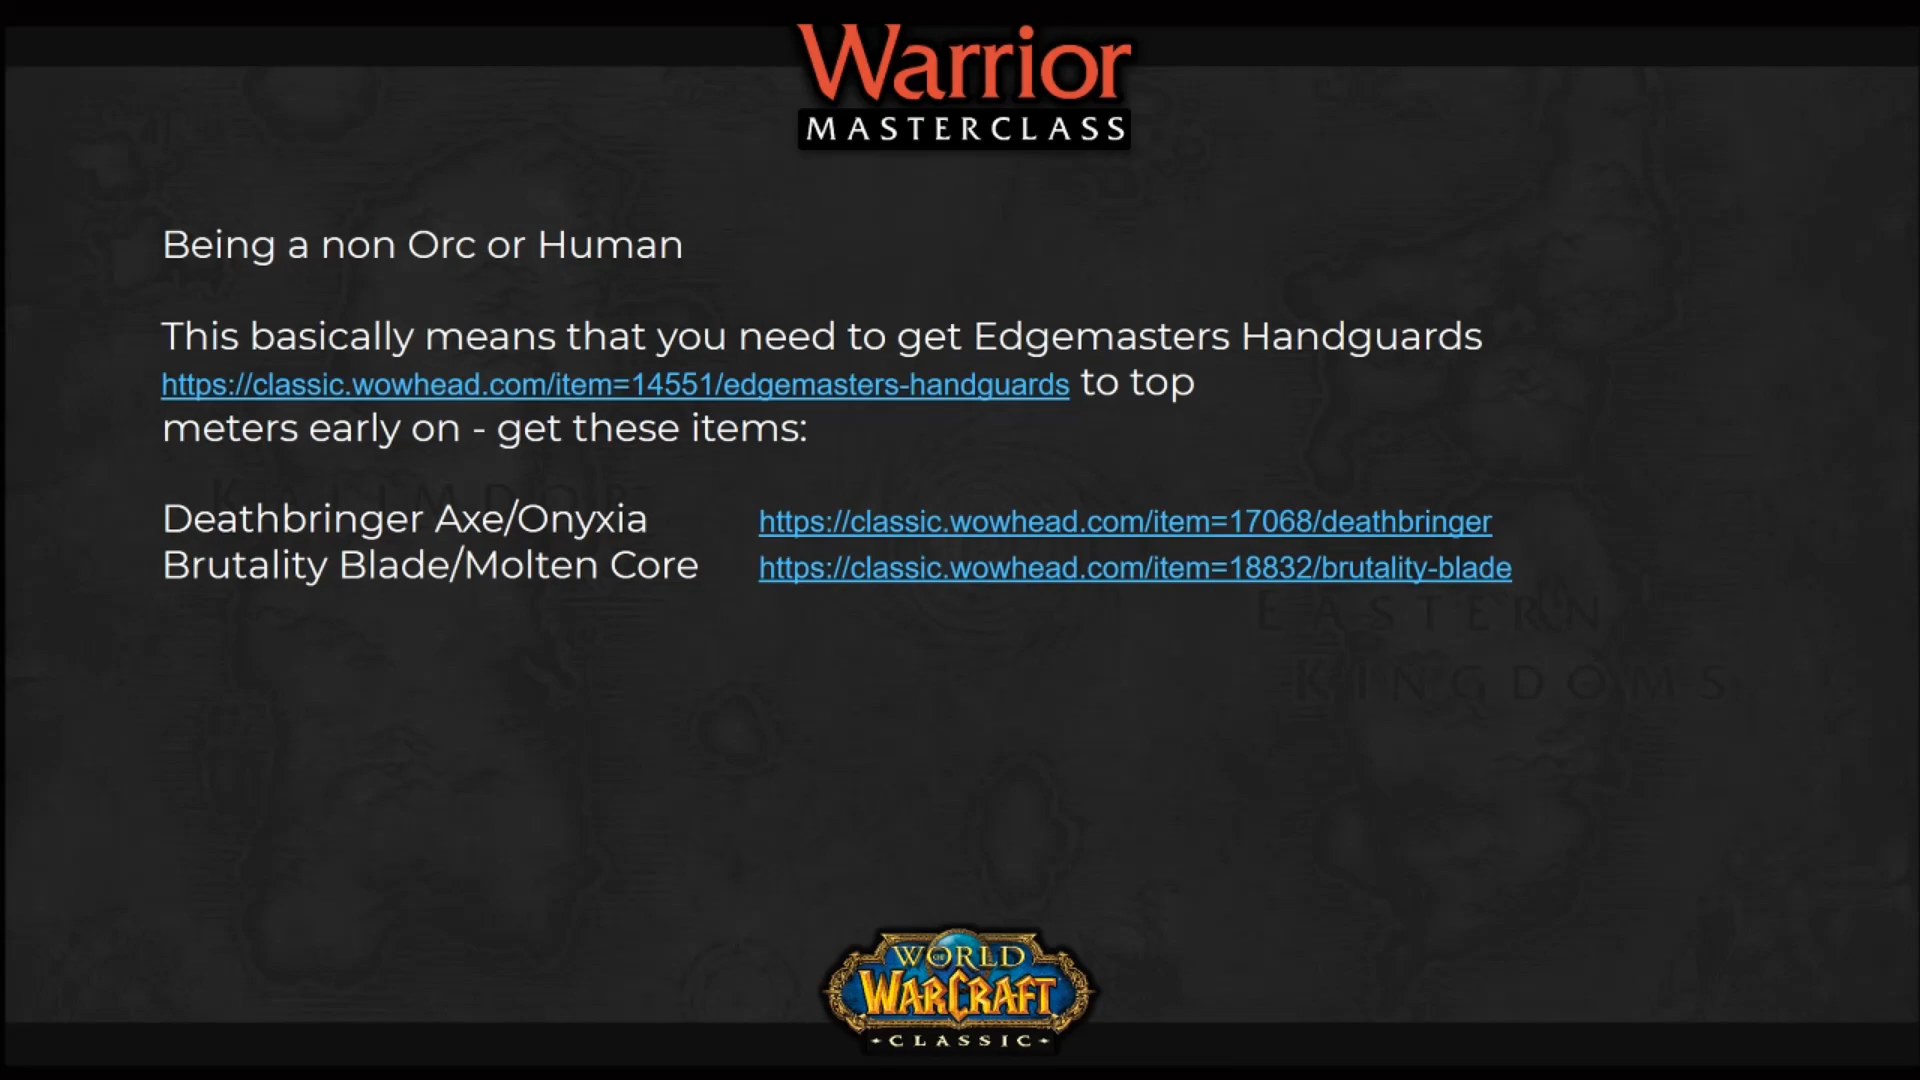 Warrior
MASTERCLASS
Being a non Orc or Human
This basically means that you need to get Edgemasters Handguards
https://classic.wowhead.com/item=14551/edgemasters-handguards to top
meters early on - get these items:
KALIMDOR
Deathbringer Axe/Onyxia https://classic.wowhead.com/item=17068/deathbringer
Brutality Blade/Molten Core https://classic.wowhead.com/item=18832/brutality-blade
EASTERN
KINGDOMS
WORLD
OF
WARCRAFT
CLASSIC